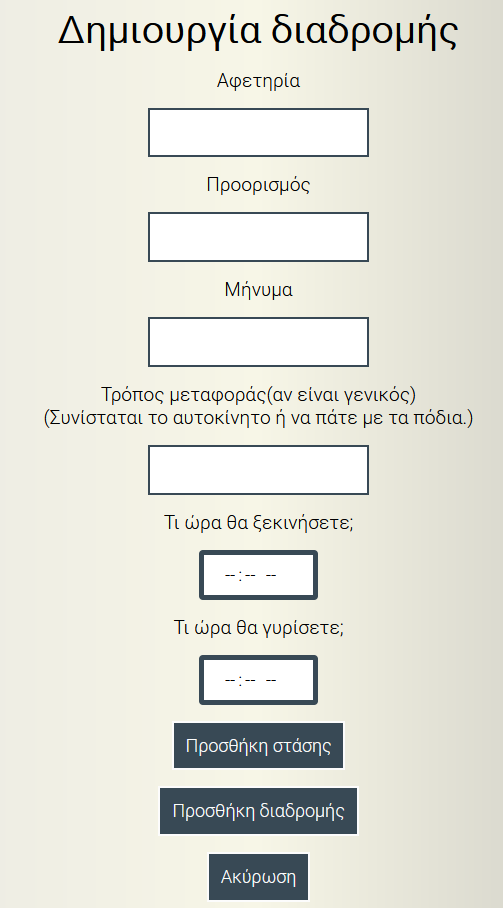 Δημιουργία διαδρομής
Αφετηρία
Προορισμός
Μήνυμα
Τρόπος μεταφοράς(αν είναι γενικός)
(Συνίσταται το αυτοκίνητο ή να πάτε με τα πόδια.)
Τι ώρα θα ξεκινήσετε;
--:-- --
Τι ώρα θα γυρίσετε;
--:-- --
Προσθήκη στάσης
Προσθήκη διαδρομής
Ακύρωση